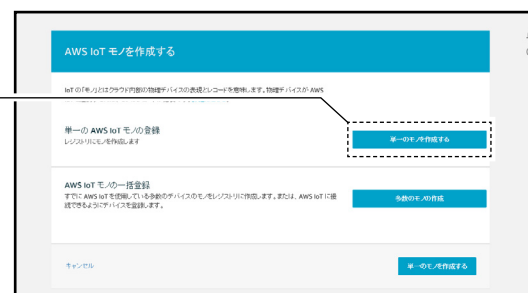 AWS IoT モノを作成する
IoT の「モノ」とはクラウド内部の物理デバイスの表現とレコードを意味します。物理デバイスが AWS
単一の AWS IoT モノの登録
レジストリにモノを作成します
単一のモノを作成する
AWS IoT モノの一括登録
すでに AWS IoT を使用している多数のデバイスのモノをレジストリに作成します。または、AWS IoT に接
続できるようにデバイスを登録します。
多数のモノの作成
キャンセル
単一のモノを作成する